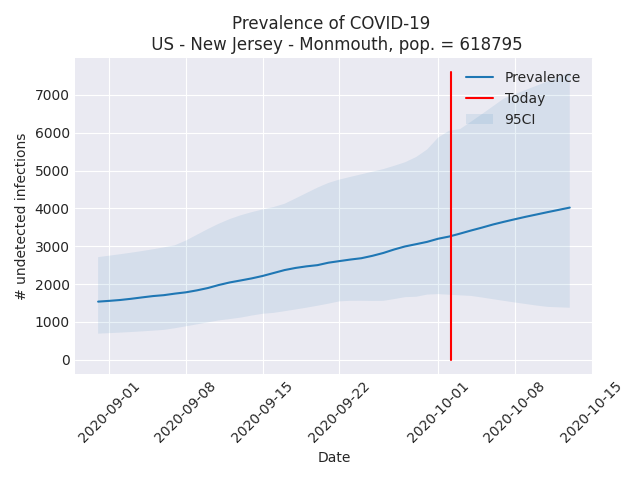 Prevalence of COVID-19
US - New Jersey - Monmouth, pop. = 618795
Prevalence
Today
95CI
7000
6000
5000
4000
3000
2000
1000
0
# undetected infections
2020-09-01
2020-09-08
2020-09-15
2020-09-22
2020-10-01
2020-10-08
2020-10-15
Date